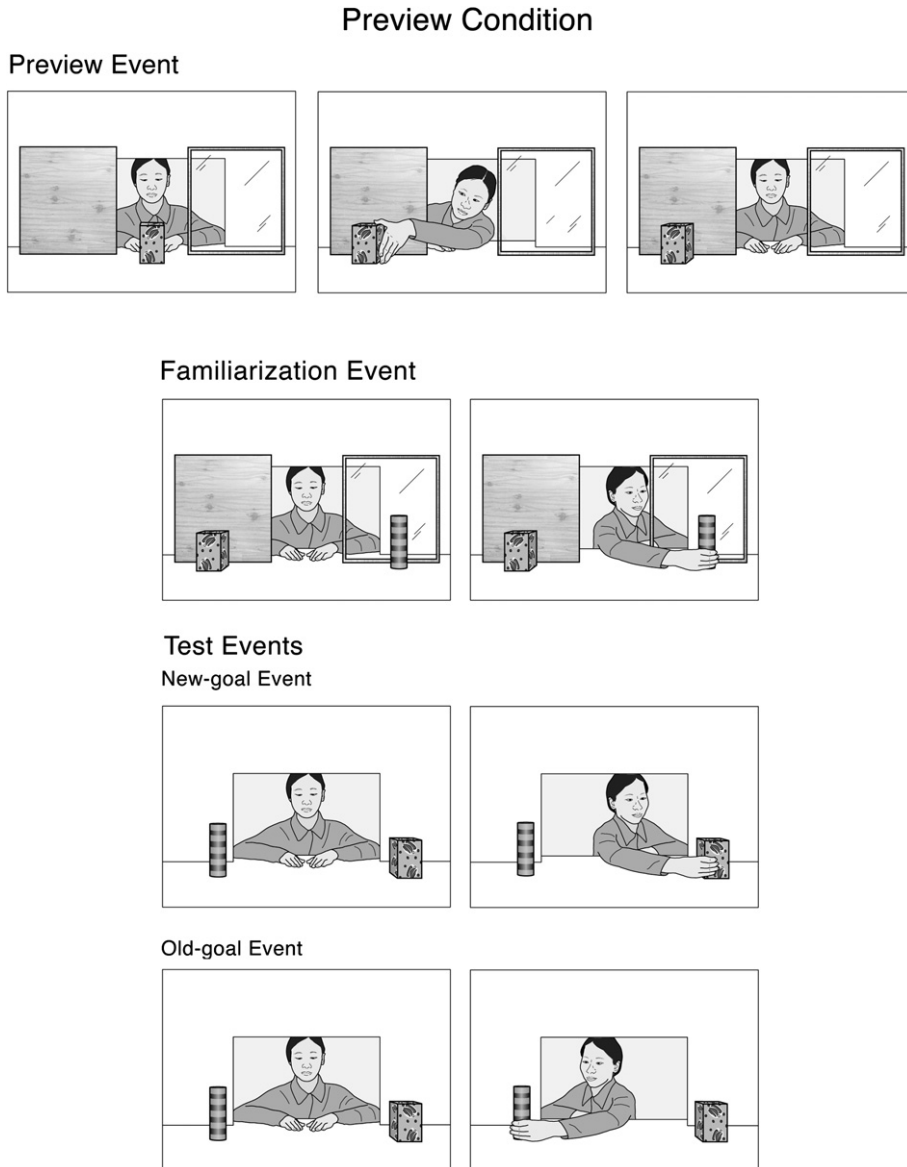 Preview Condition
Preview Event
Familiarization Event
Test Events
New-goal Event
Old-goal Event